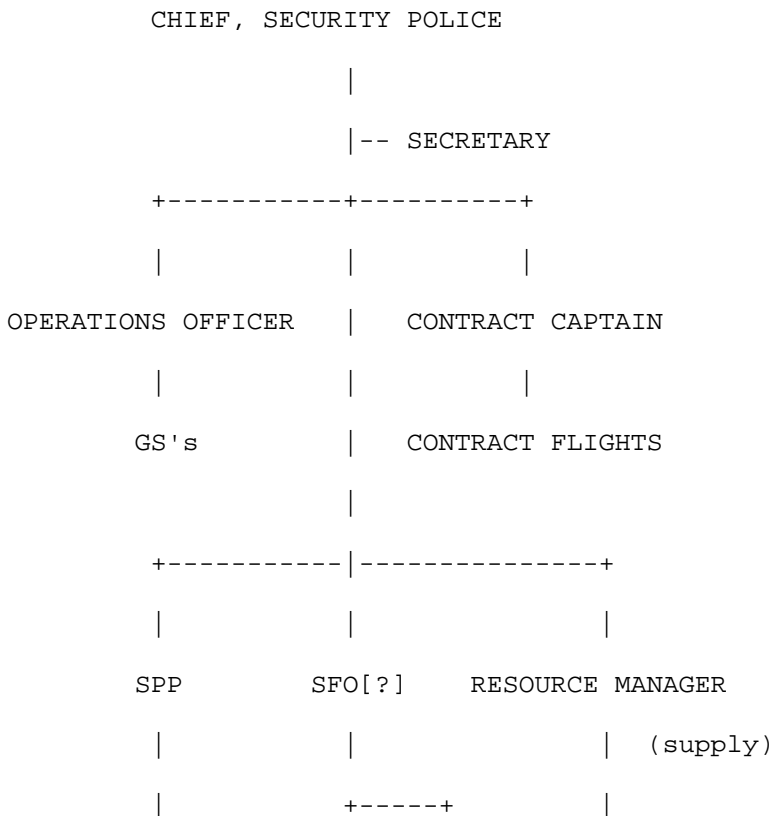 CHIEF, SECURITY POLICE
|
|-- SECRETARY
+-----------+----------+
| | |
OPERATIONS OFFICER | CONTRACT CAPTAIN
| | |
GS's | CONTRACT FLIGHTS
|
+-----------|---------------+
| | |
SPP SFO[?] RESOURCE MANAGER
| | | (supply)
| +-----+ |